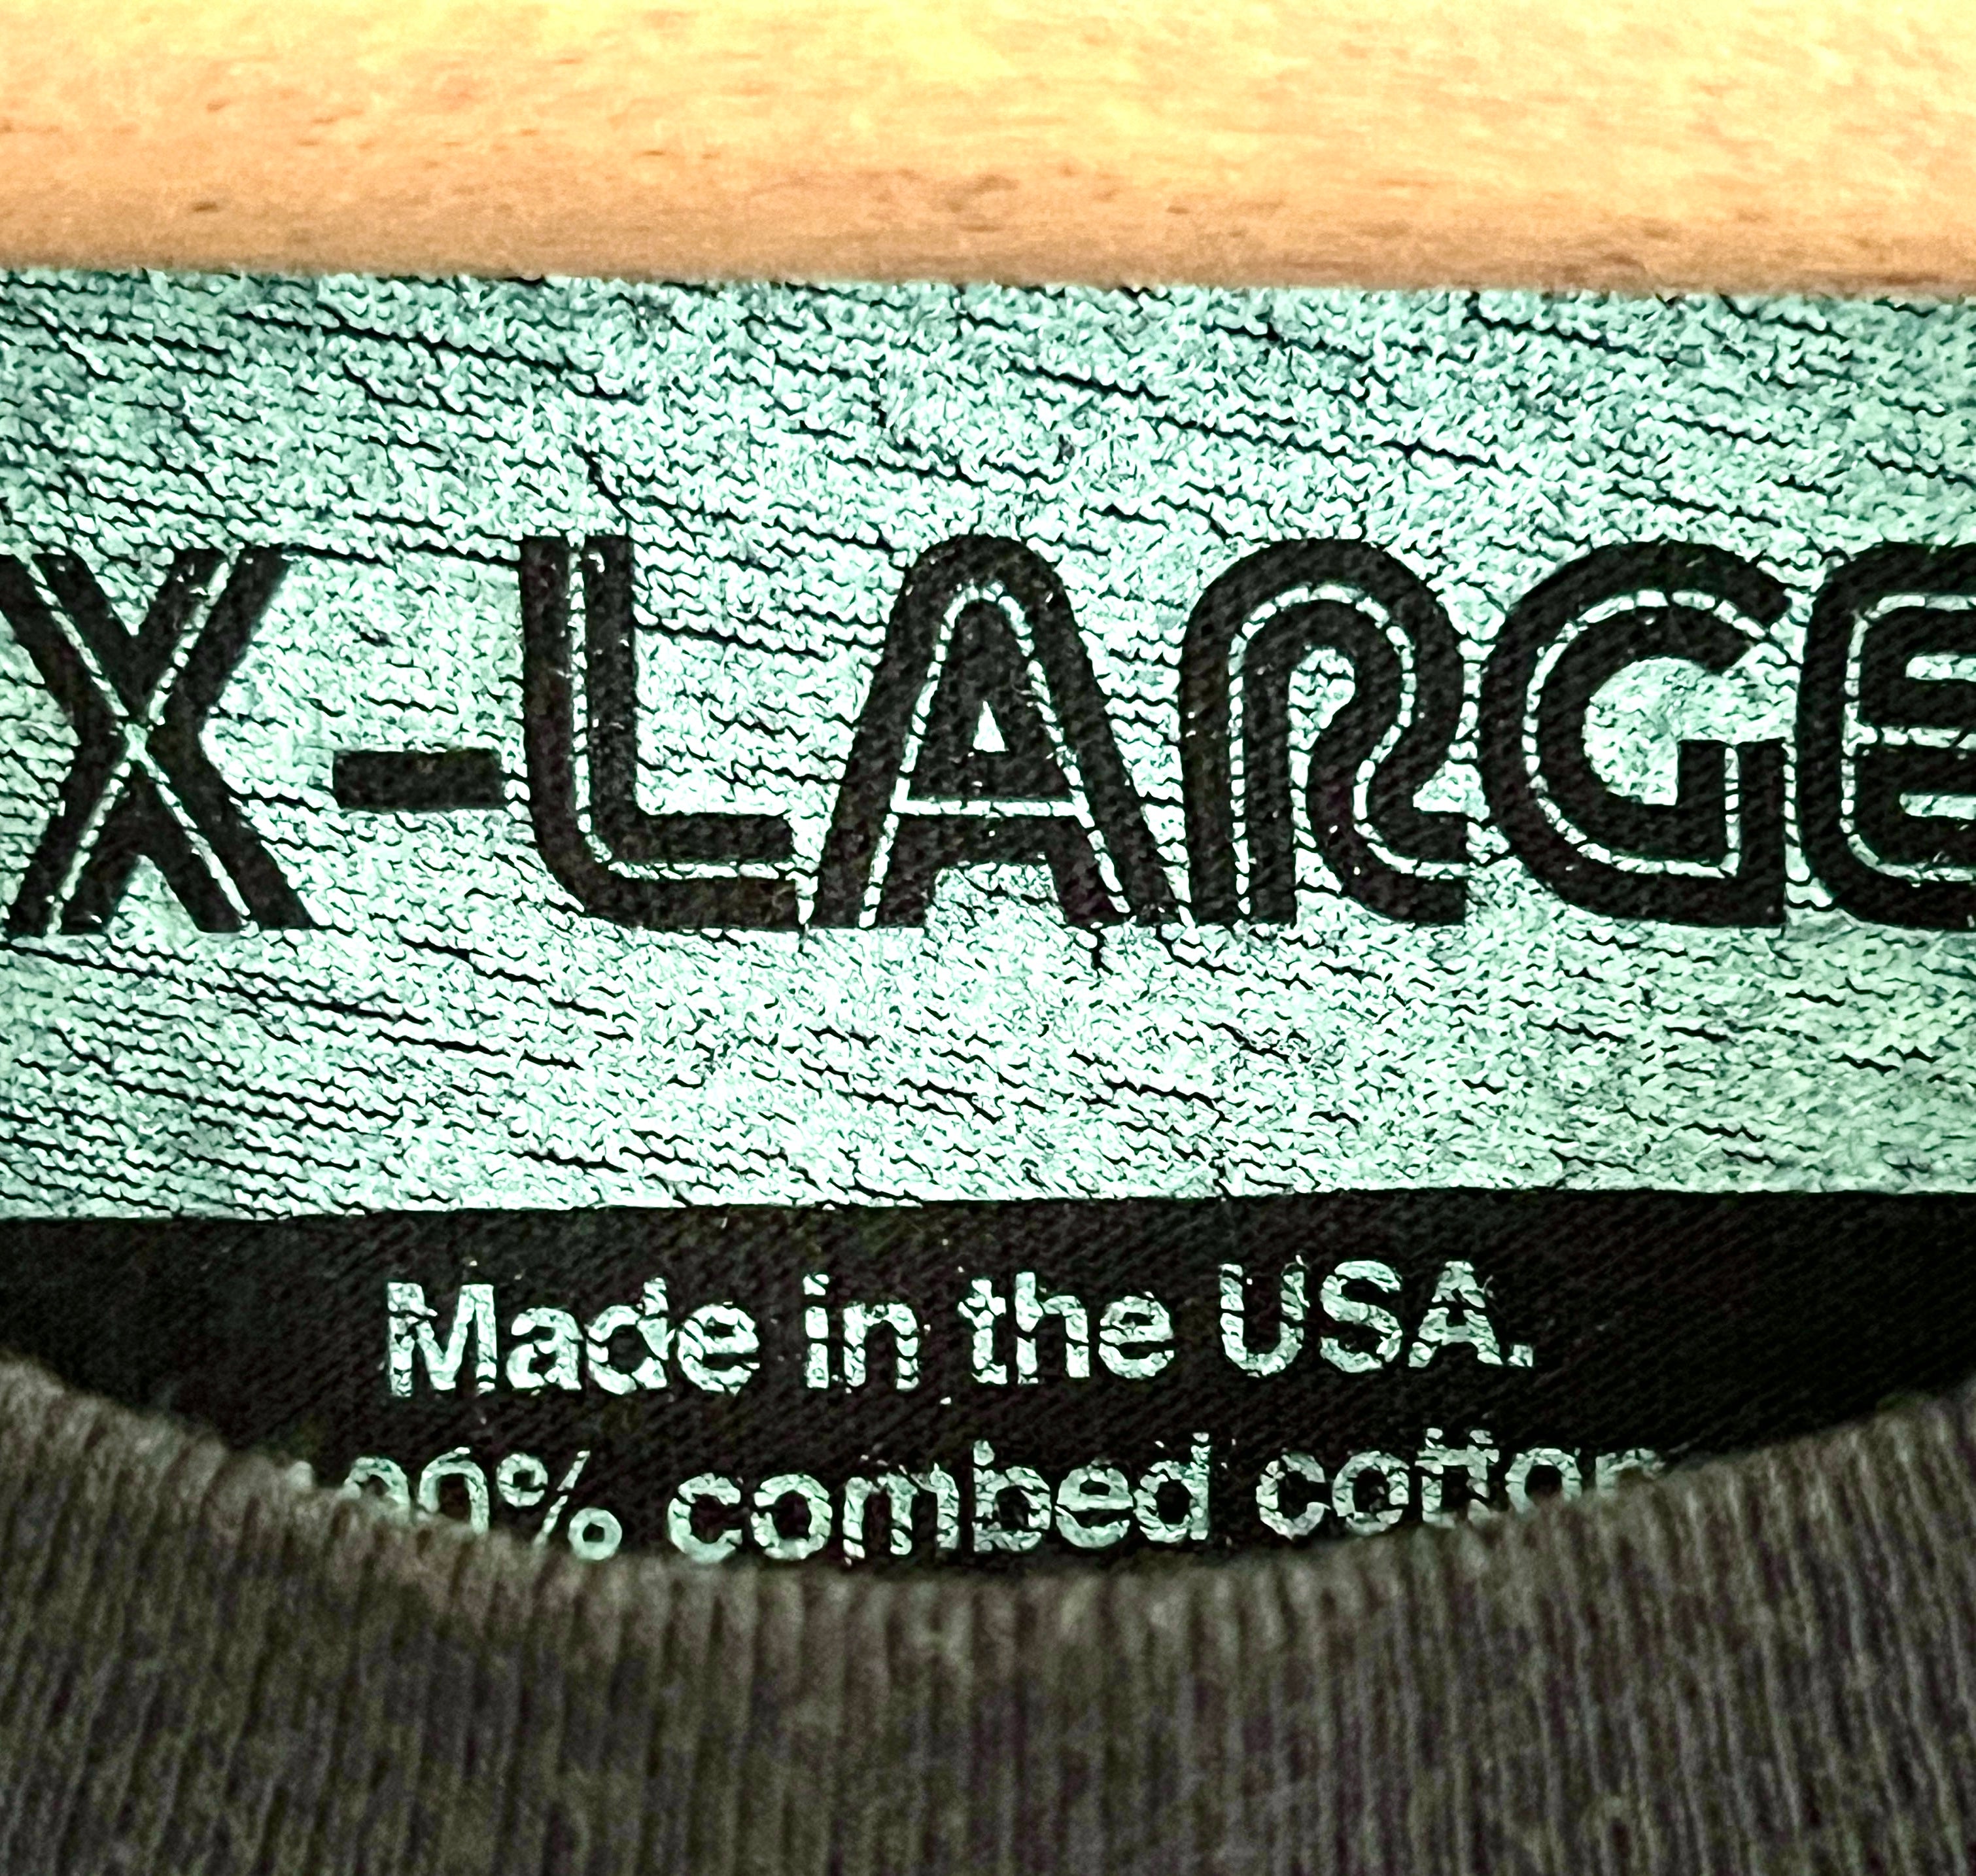 X-LARGE
Made in the USA.
combed cotton